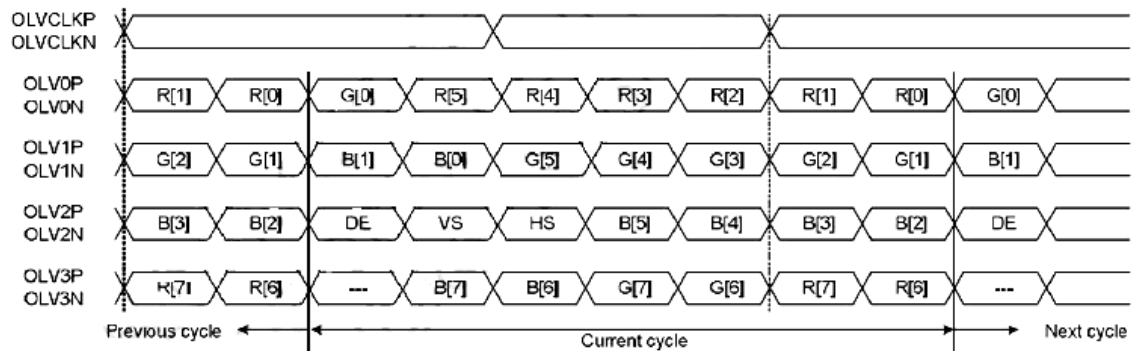 OLVCLKP
OLVCLKN
OLV0P
OLV0N
R[1] R[0] G[0] R[5] R[4] R[3] R[2] R[1] R[0] G[0]
OLV1P
OLV1N
G[2] G[1] B[1] B[0] G[5] G[4] G[3] G[2] G[1] B[1]
OLV2P
OLV2N
B[3] B[2] DE VS HS B[5] B[4] B[3] B[2] DE
OLV3P
OLV3N
R[7] R[6] --- B[7] B[6] G[7] G[6] R[7] R[6] ---
Previous cycle Current cycle Next cycle